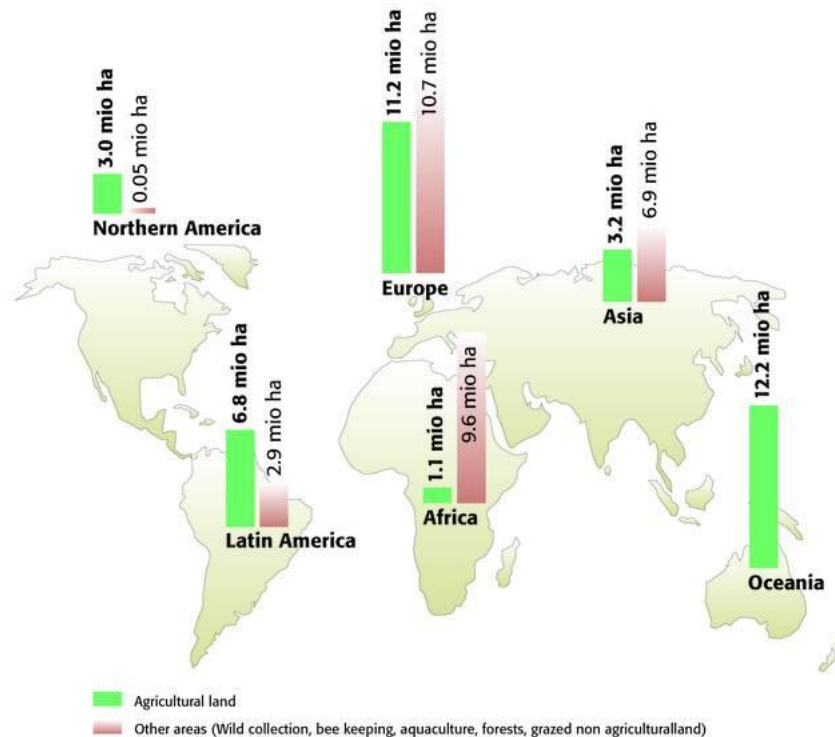 3.0 mio ha
0.05 mio ha
Northern America
11.2 mio ha
10.7 mio ha
Europe
3.2 mio ha
6.9 mio ha
Asia
6.8 mio ha
2.9 mio ha
Latin America
1.1 mio ha
9.6 mio ha
Africa
12.2 mio ha
Oceania
Agricultural land
Other areas (Wild collection, bee keeping, aquaculture, forests, grazed non agriculturalland)